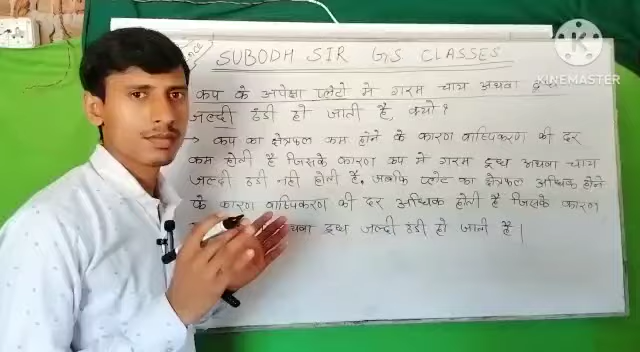 SUBODH SIR GS CLASSES
कप के अपेक्षा प्लेटो मे गरम चाय अथवा
जल्दी ठंडी हो जाती है, क्यो?
→ कप का क्षेत्रफल कम होने के कारण वाष्पिकरण की दर
कम होती है जिसके कारण कप मे गरम दूध अथवा चाय
जल्दी ठंडी नही होती है, जबकि प्लेट का क्षेत्रफल अधिक होने
के कारण वाष्पिकरण की दर अधिक होती है जिसके कारण
दूध जल्दी ठंडी हो जाती है |
KINEMASTER